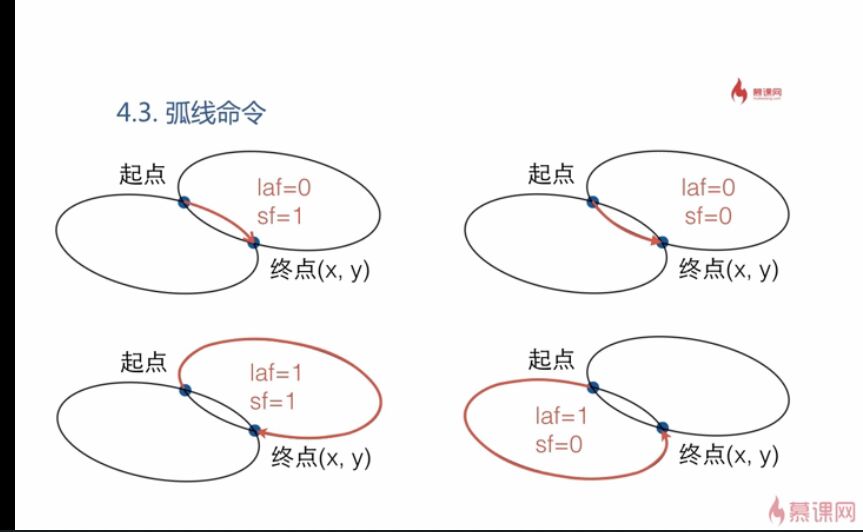 慕课网
4.3. 弧线命令
起点
laf=0
sf=1
终点(x, y)
起点
laf=0
sf=0
终点(x, y)
起点
laf=1
sf=1
终点(x, y)
起点
laf=1
sf=0
终点(x, y)
慕课网